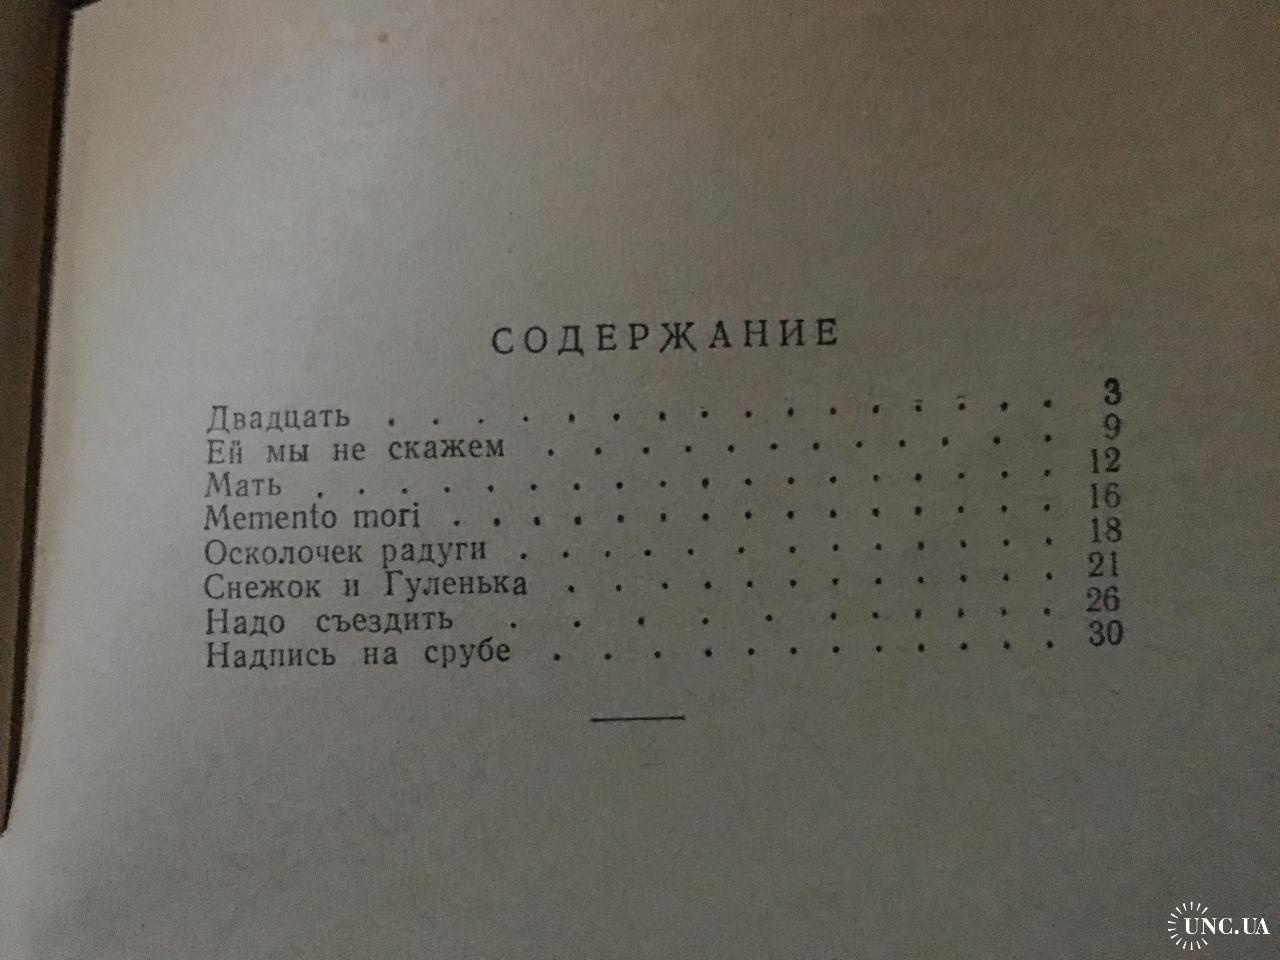 СОДЕРЖАНИЕ
Двадцать . . . . . . . . . . . . . . . . 3
Ей мы не скажем . . . . . . . . . . . . 9
Мать . . . . . . . . . . . . . . . . . . 12
Memento mori . . . . . . . . . . . . . . . 16
Осколочек радуги . . . . . . . . . . . . 18
Снежок и Гуленька . . . . . . . . . . . . 21
Надо съездить . . . . . . . . . . 26
Надпись на срубе . . . . . . . . . . . . 30
UNC.UA